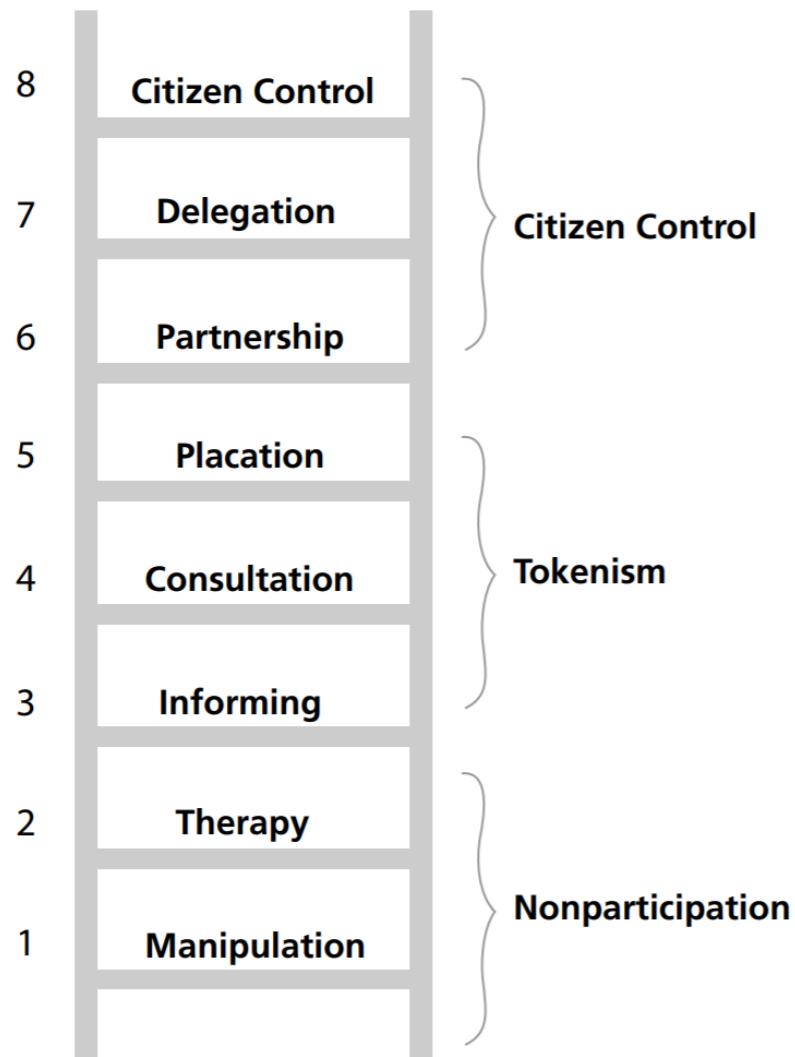 8 Citizen Control
7 Delegation
Citizen Control
6 Partnership
5 Placation
4 Consultation
Tokenism
3 Informing
2 Therapy
Nonparticipation
1 Manipulation